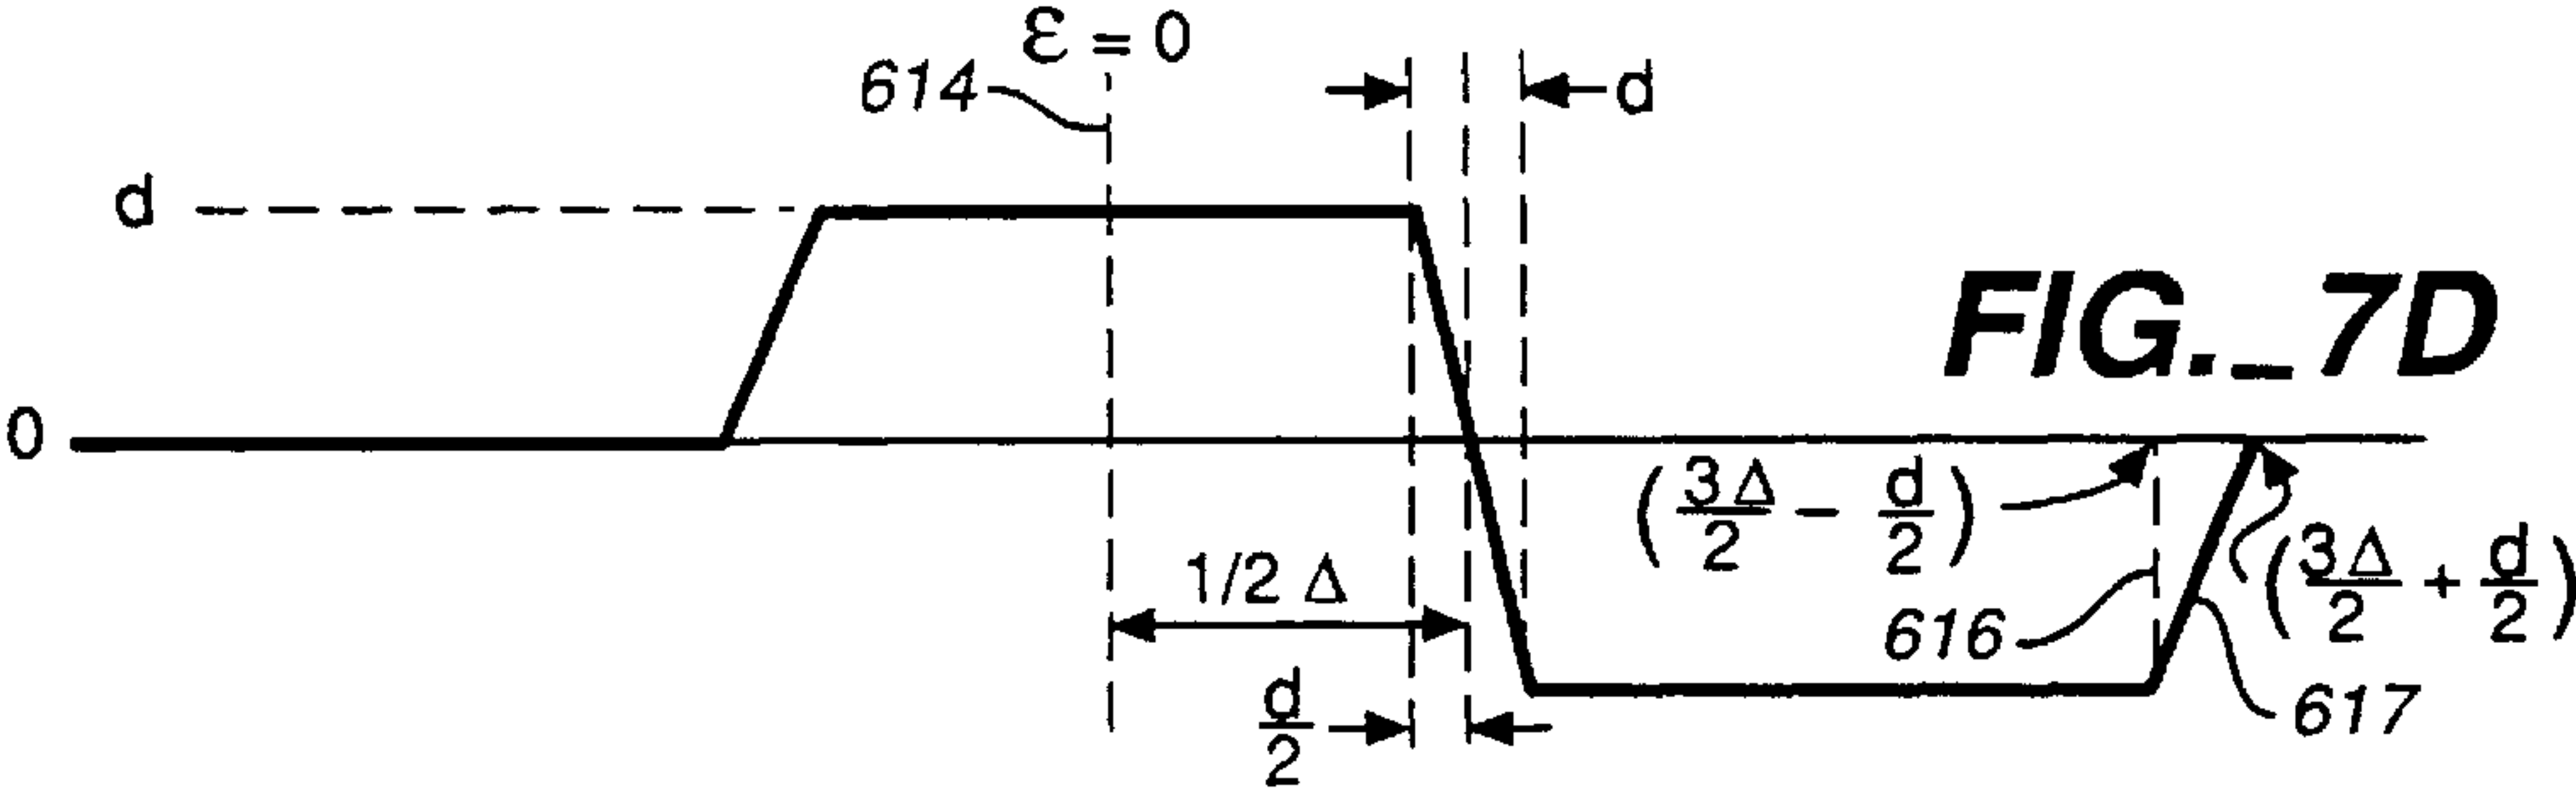 ε = 0
614
d
d
FIG._7D
0
(3Δ/2 - d/2)
1/2 Δ
(3Δ/2 + d/2)
616
d/2
617